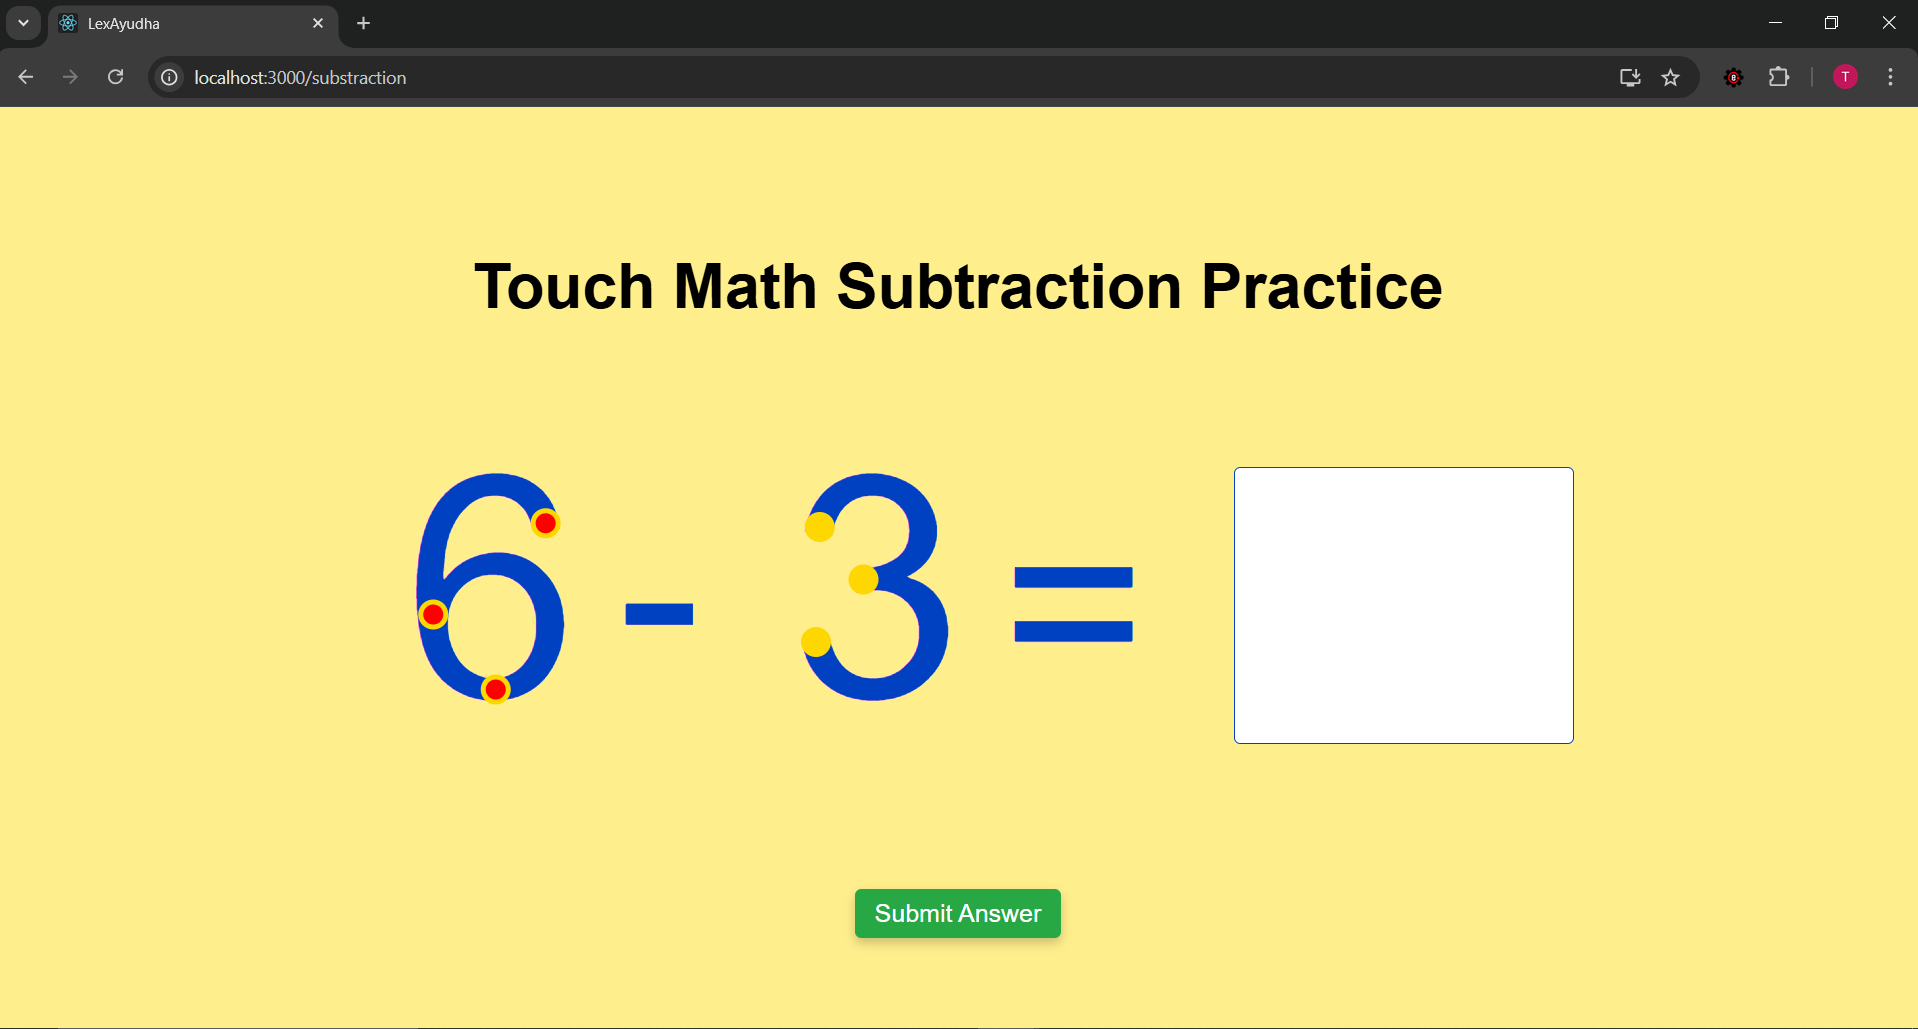 LexAyudha
localhost:3000/substraction
T
Touch Math Subtraction Practice
6 - 3 =
Submit Answer